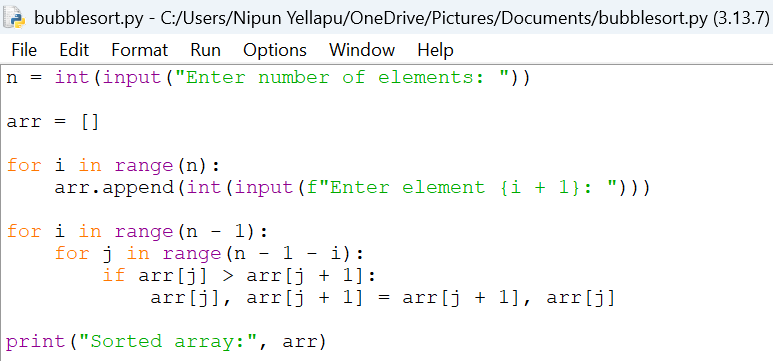 bubblesort.py - C:/Users/Nipun Yellapu/OneDrive/Pictures/Documents/bubblesort.py (3.13.7)
File Edit Format Run Options Window Help
n = int(input("Enter number of elements: "))
arr = []
for i in range(n):
    arr.append(int(input(f"Enter element {i + 1}: ")))
for i in range(n - 1):
    for j in range(n - 1 - i):
        if arr[j] > arr[j + 1]:
            arr[j], arr[j + 1] = arr[j + 1], arr[j]
print("Sorted array:", arr)